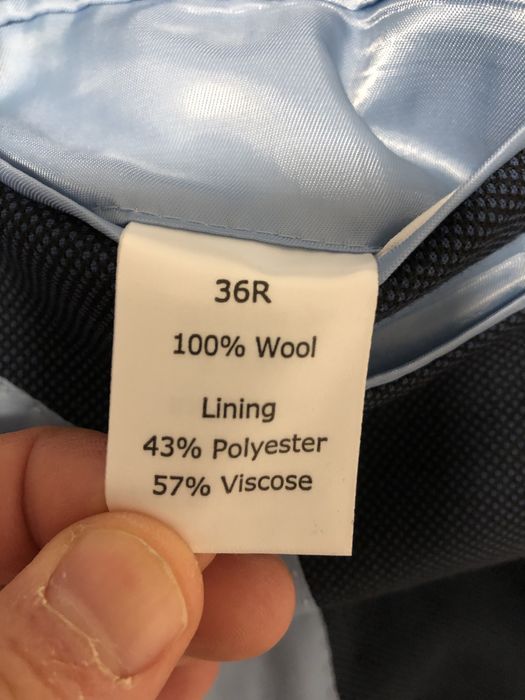 36R
100% Wool
Lining
43% Polyester
57% Viscose